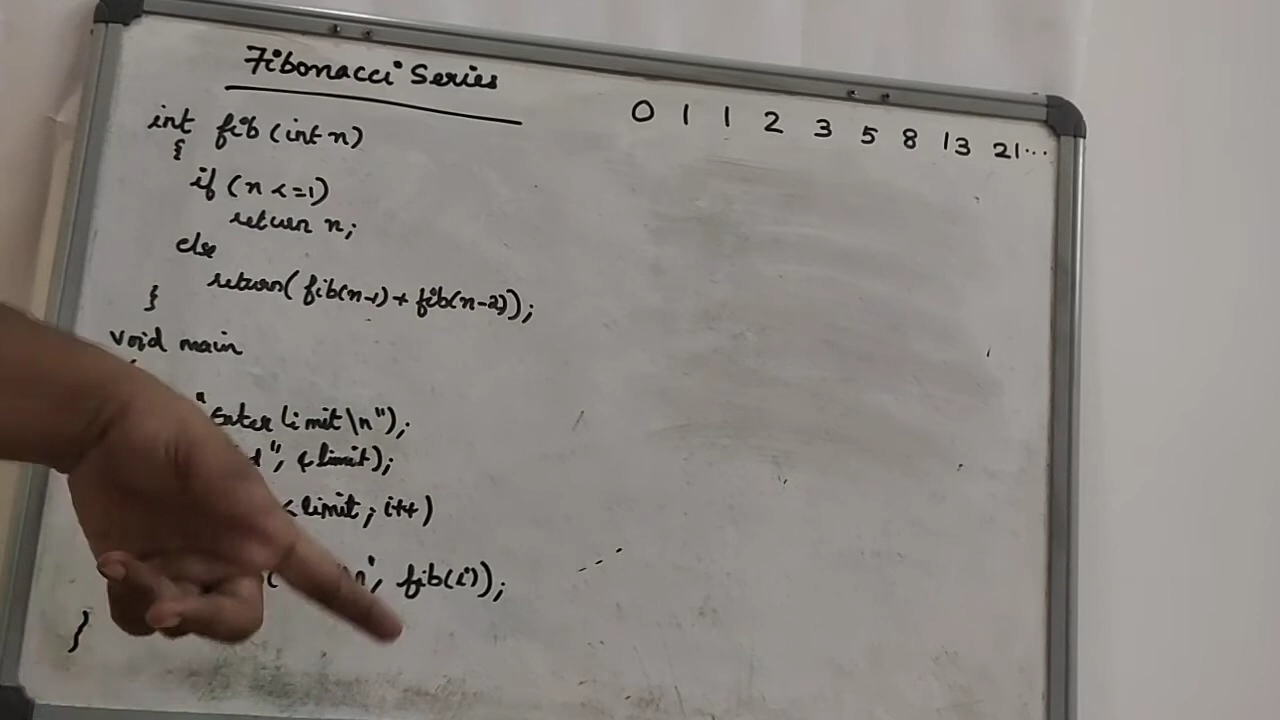 Fibonacci Series
0 1 1 2 3 5 8 13 21...
int fib(int n)
{
if (n <=1)
return n;
else
return(fib(n-1)+fib(n-2));
}
void main
"Enter limit\n");
d", &limit);
<limit; i++)
\n", fib(i));
}